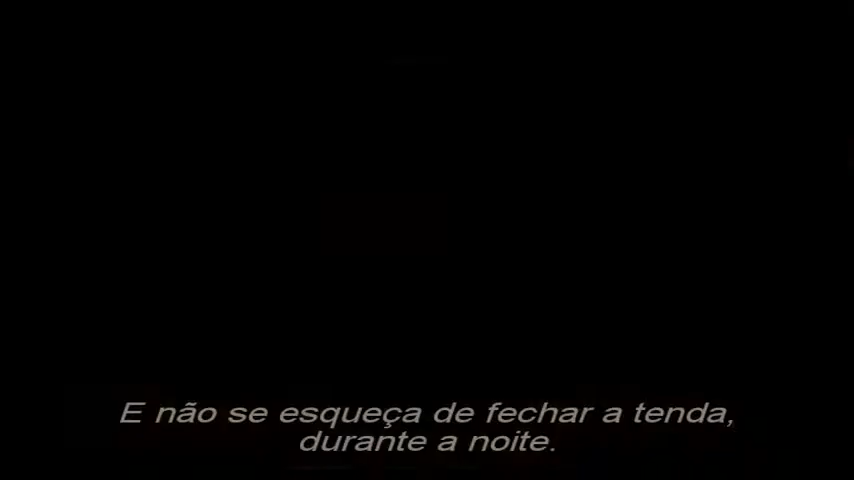 E não se esqueça de fechar a tenda,
durante a noite.